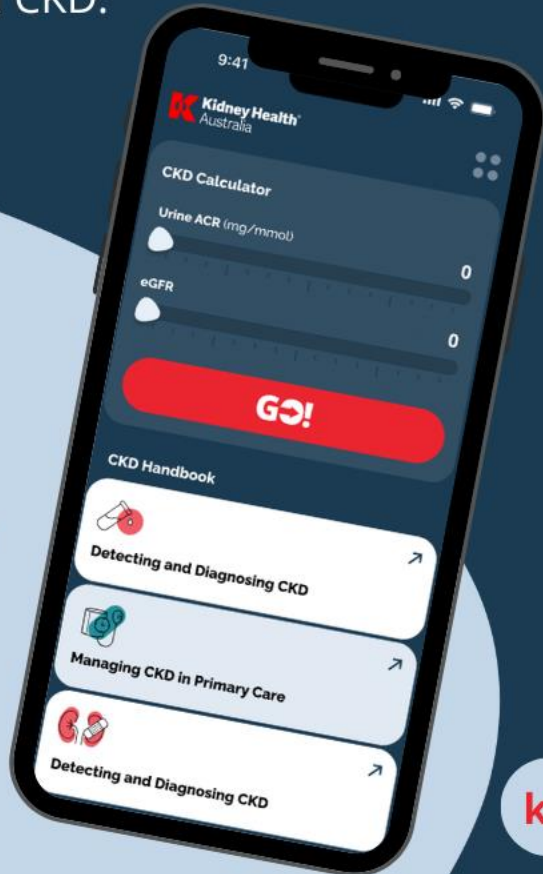 CKD.
9:41
Kidney Health
Australia
CKD Calculator
Urine ACR (mg/mmol)
0
eGFR
0
GO!
CKD Handbook
Detecting and Diagnosing CKD
Managing CKD in Primary Care
Detecting and Diagnosing CKD
k